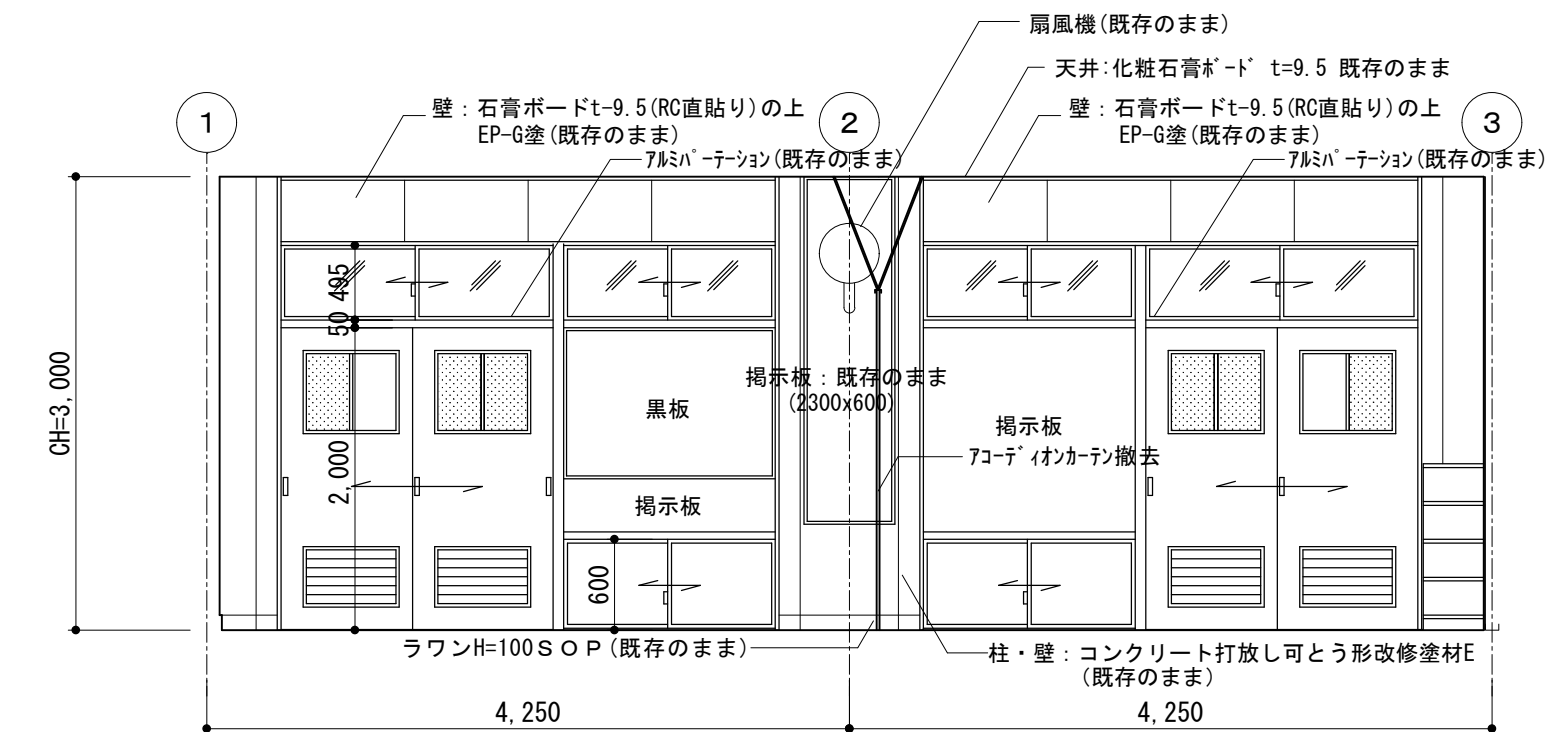 扇風機(既存のまま)
天井:化粧石膏ﾎﾞｰﾄﾞ t=9.5 既存のまま
壁：石膏ボードt-9.5(RC直貼り)の上
EP-G塗(既存のまま)
壁：石膏ボードt-9.5(RC直貼り)の上
EP-G塗(既存のまま)
1
2
3
ｱﾙﾐﾊﾟｰﾃｰｼｮﾝ(既存のまま)
ｱﾙﾐﾊﾟｰﾃｰｼｮﾝ(既存のまま)
CH=3,000
495
50
2,000
600
黒板
掲示板
掲示板：既存のまま
(2300x600)
掲示板
ｱｺｰﾃﾞｨｵﾝｶｰﾃﾝ撤去
ラワンH=100ＳＯＰ(既存のまま)
柱・壁：コンクリート打放し可とう形改修塗材E
(既存のまま)
4,250
4,250